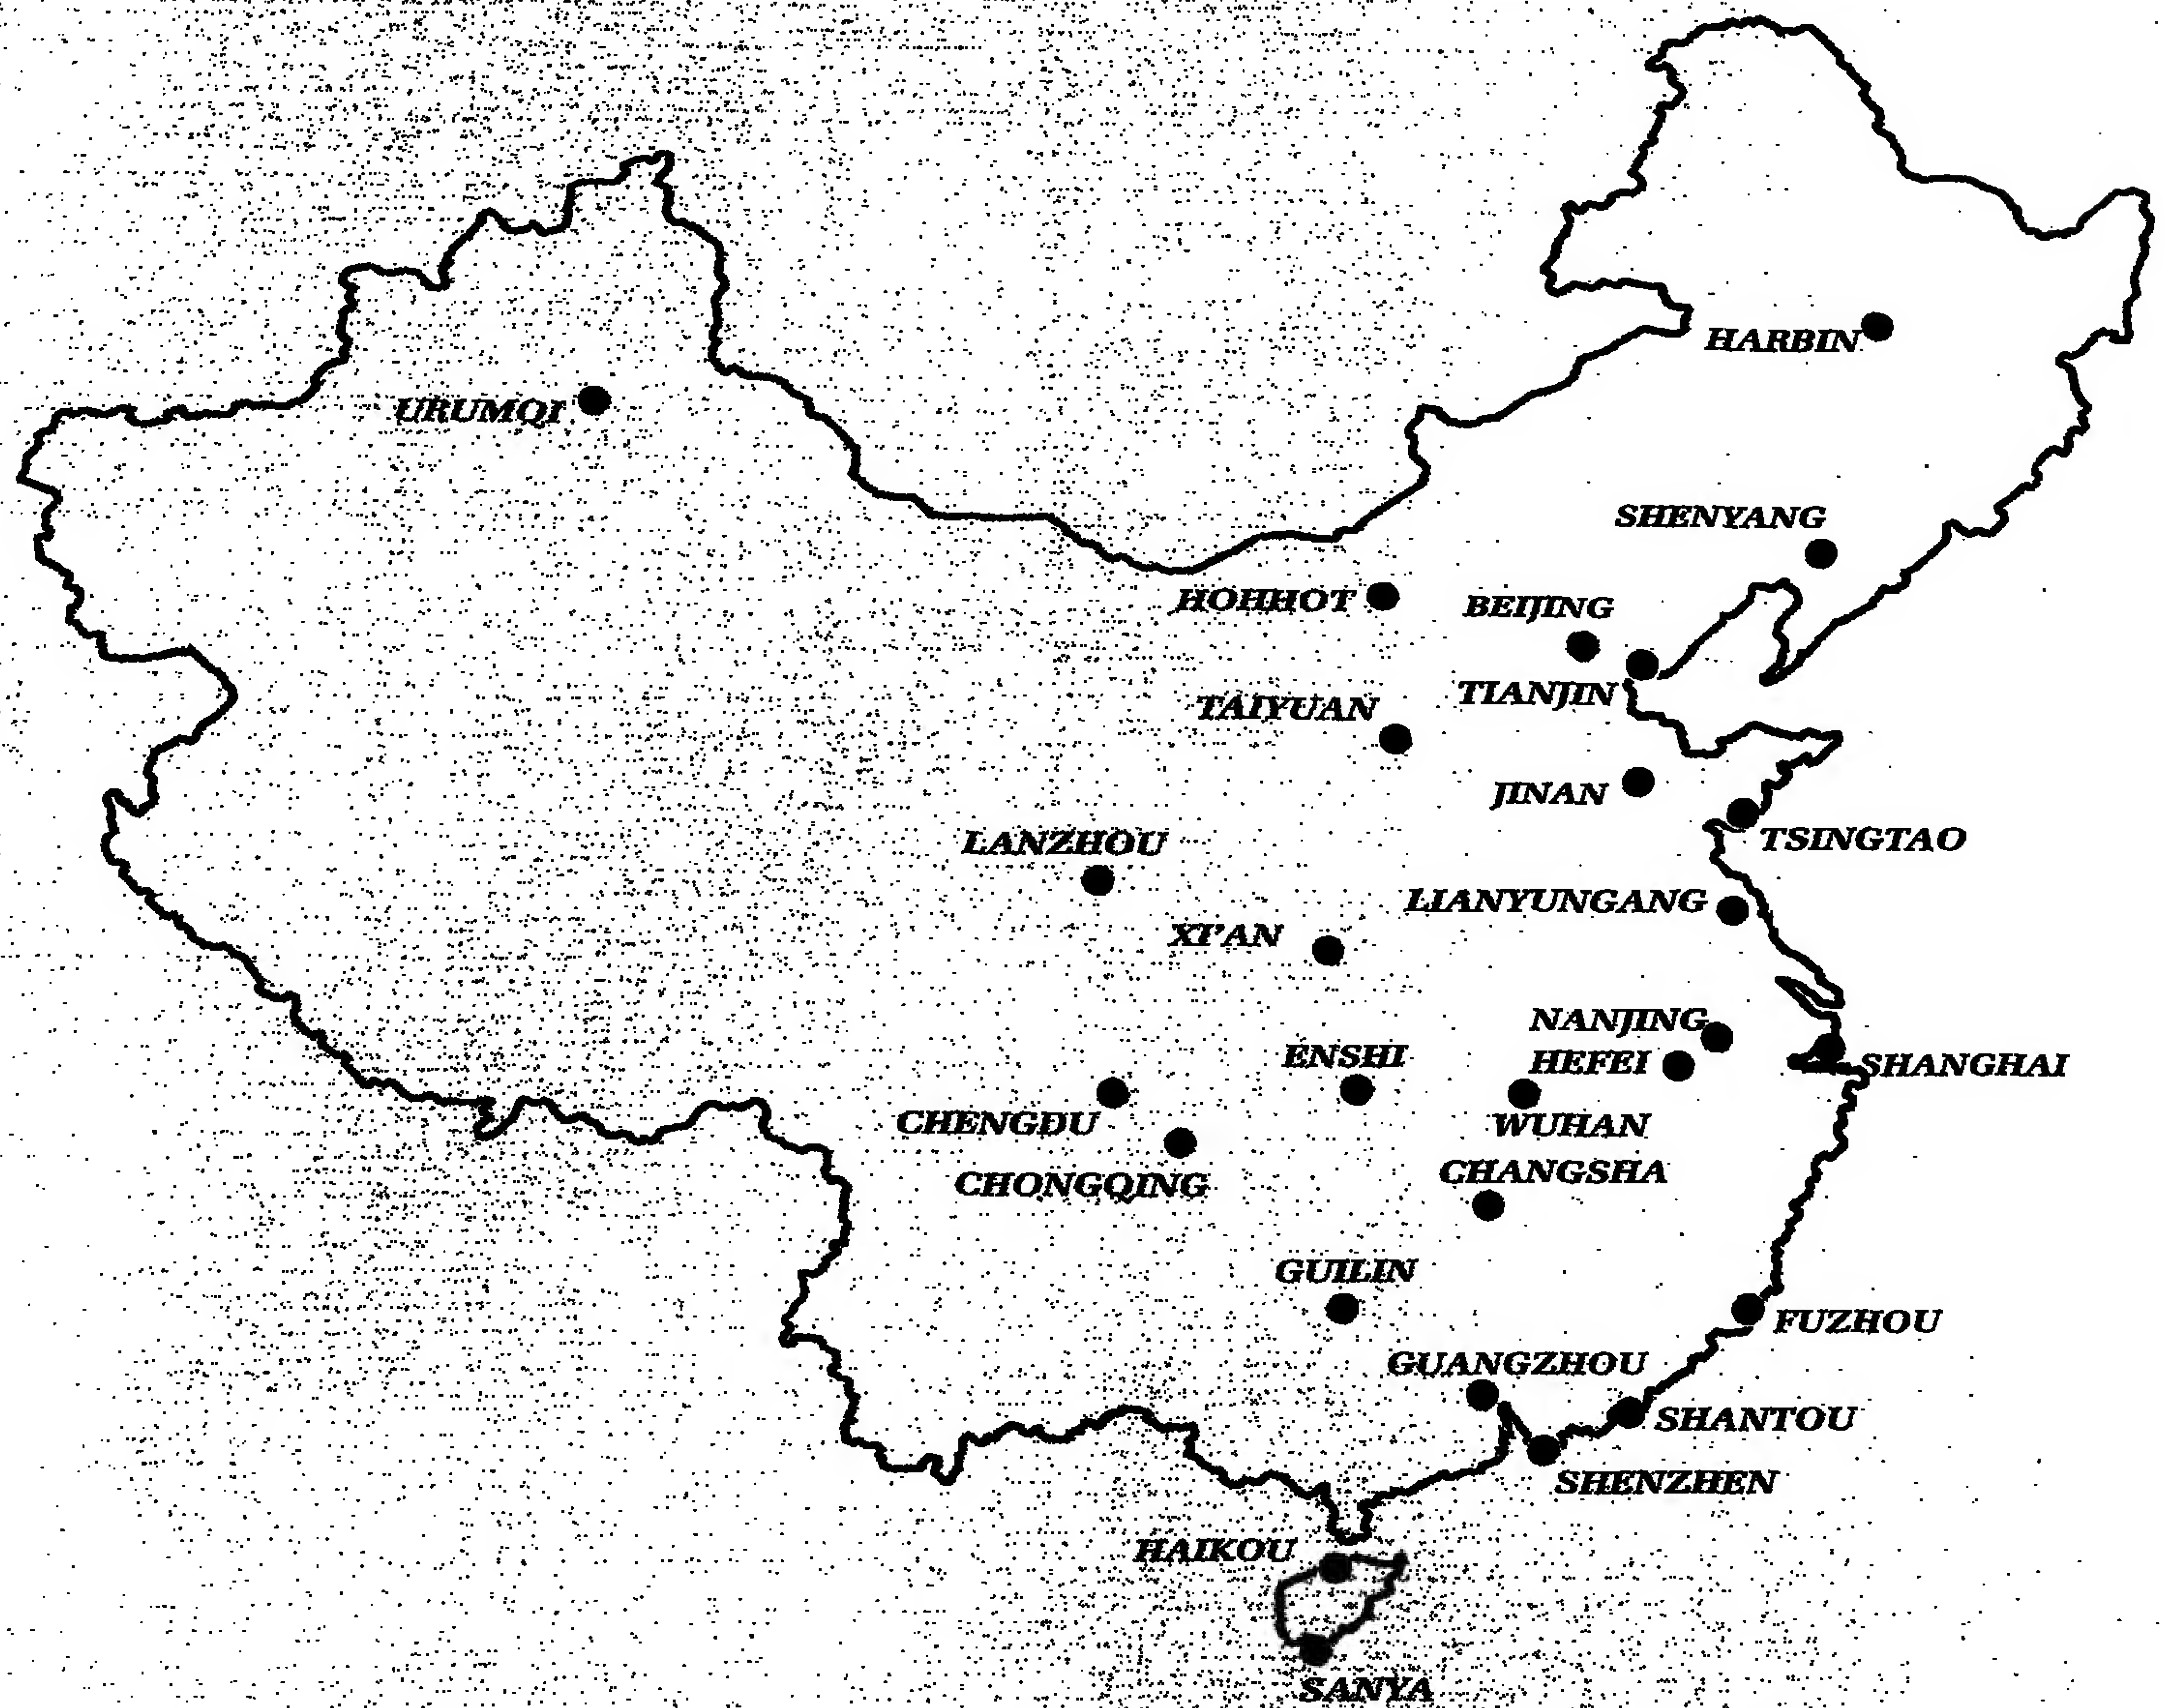 HARBIN
URUMQI
SHENYANG
HOHHOT
BEIJING
TIANJIN
TAIYUAN
JINAN
TSINGTAO
LANZHOU
LIANYUNGANG
XI'AN
NANJING
ENSHI
HEFEI
SHANGHAI
CHENGDU
WUHAN
CHONGQING
CHANGSHA
GUILIN
FUZHOU
GUANGZHOU
SHANTOU
SHENZHEN
HAIKOU
SANYA